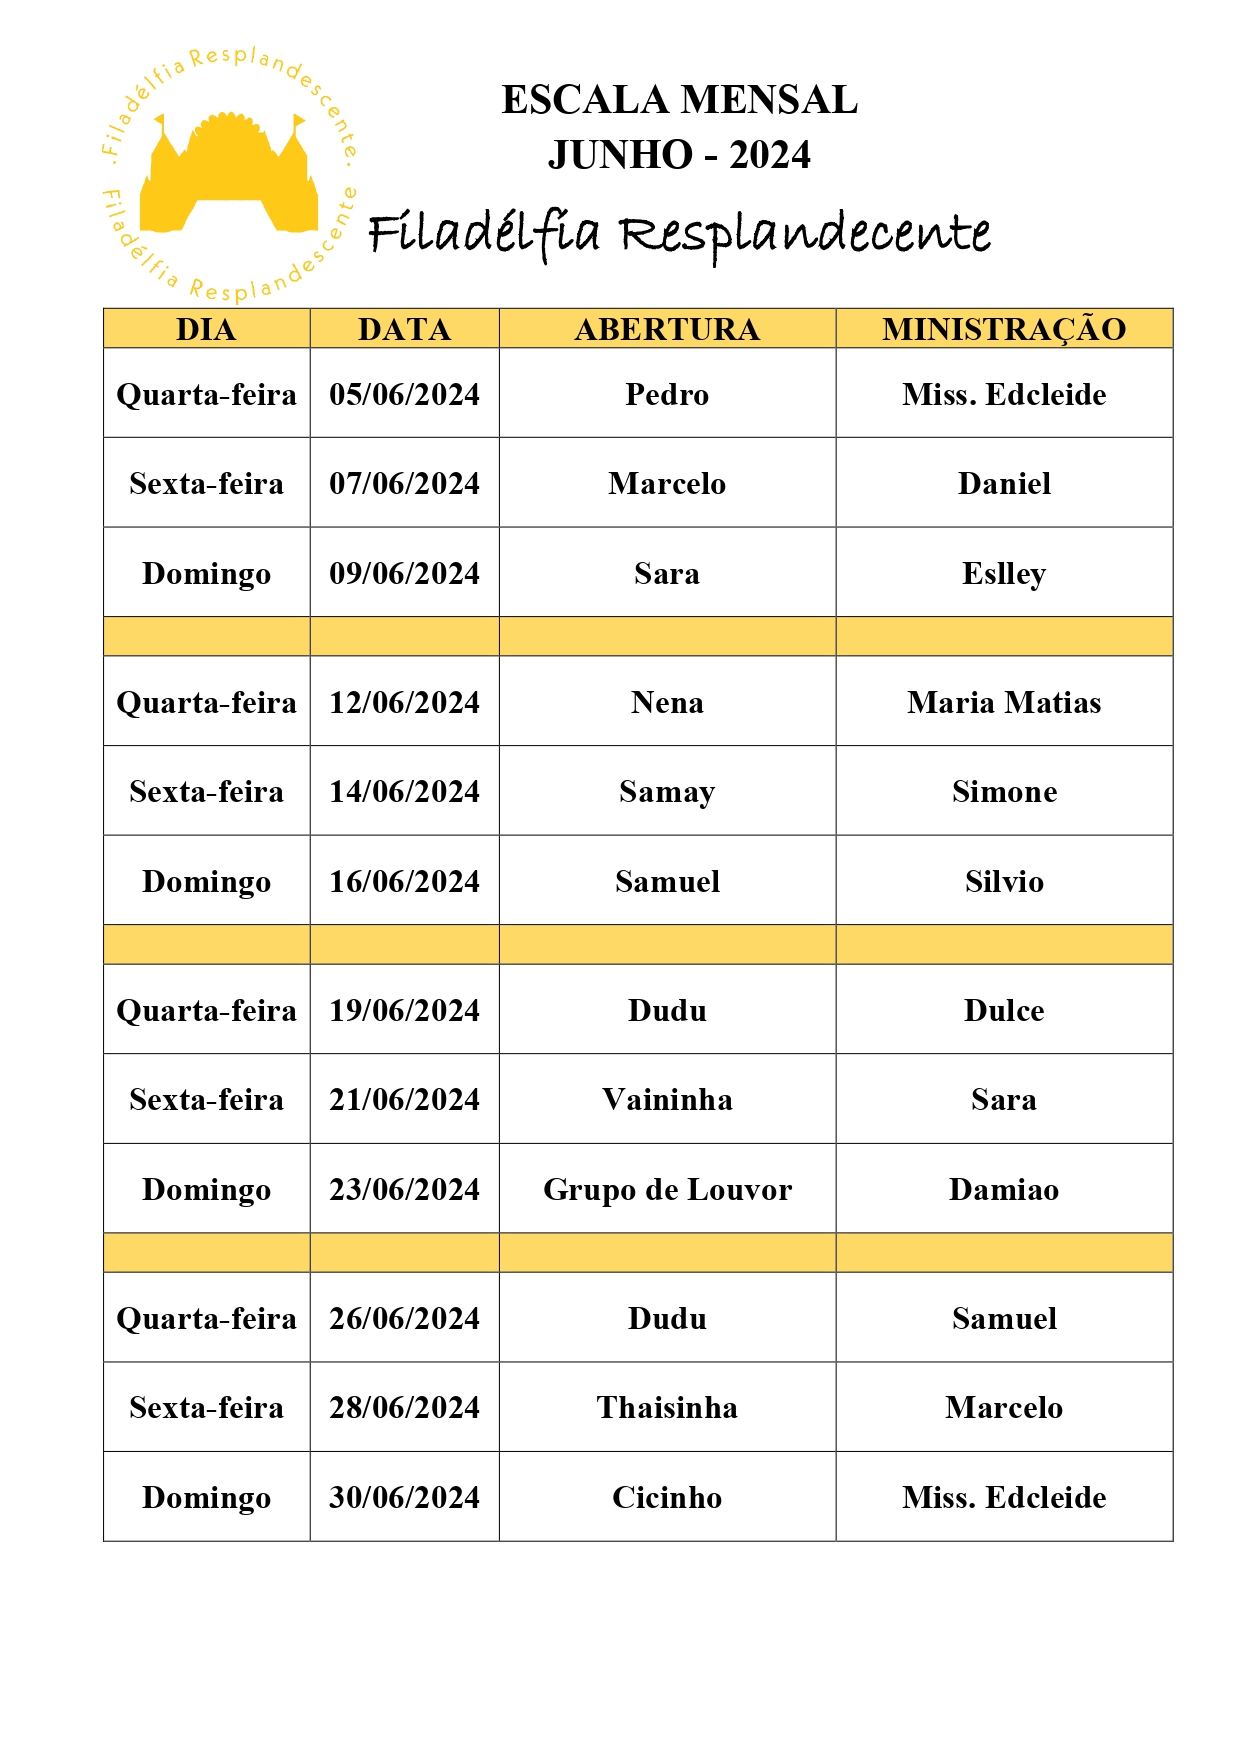 .Filadélfia Resplandescente.
Filadélfia Resplandescente
ESCALA MENSAL
JUNHO - 2024
Filadélfia Resplandecente
DIA DATA ABERTURA MINISTRAÇÃO
Quarta-feira 05/06/2024 Pedro Miss. Edcleide
Sexta-feira 07/06/2024 Marcelo Daniel
Domingo 09/06/2024 Sara Eslley
Quarta-feira 12/06/2024 Nena Maria Matias
Sexta-feira 14/06/2024 Samay Simone
Domingo 16/06/2024 Samuel Silvio
Quarta-feira 19/06/2024 Dudu Dulce
Sexta-feira 21/06/2024 Vaininha Sara
Domingo 23/06/2024 Grupo de Louvor Damiao
Quarta-feira 26/06/2024 Dudu Samuel
Sexta-feira 28/06/2024 Thaisinha Marcelo
Domingo 30/06/2024 Cicinho Miss. Edcleide